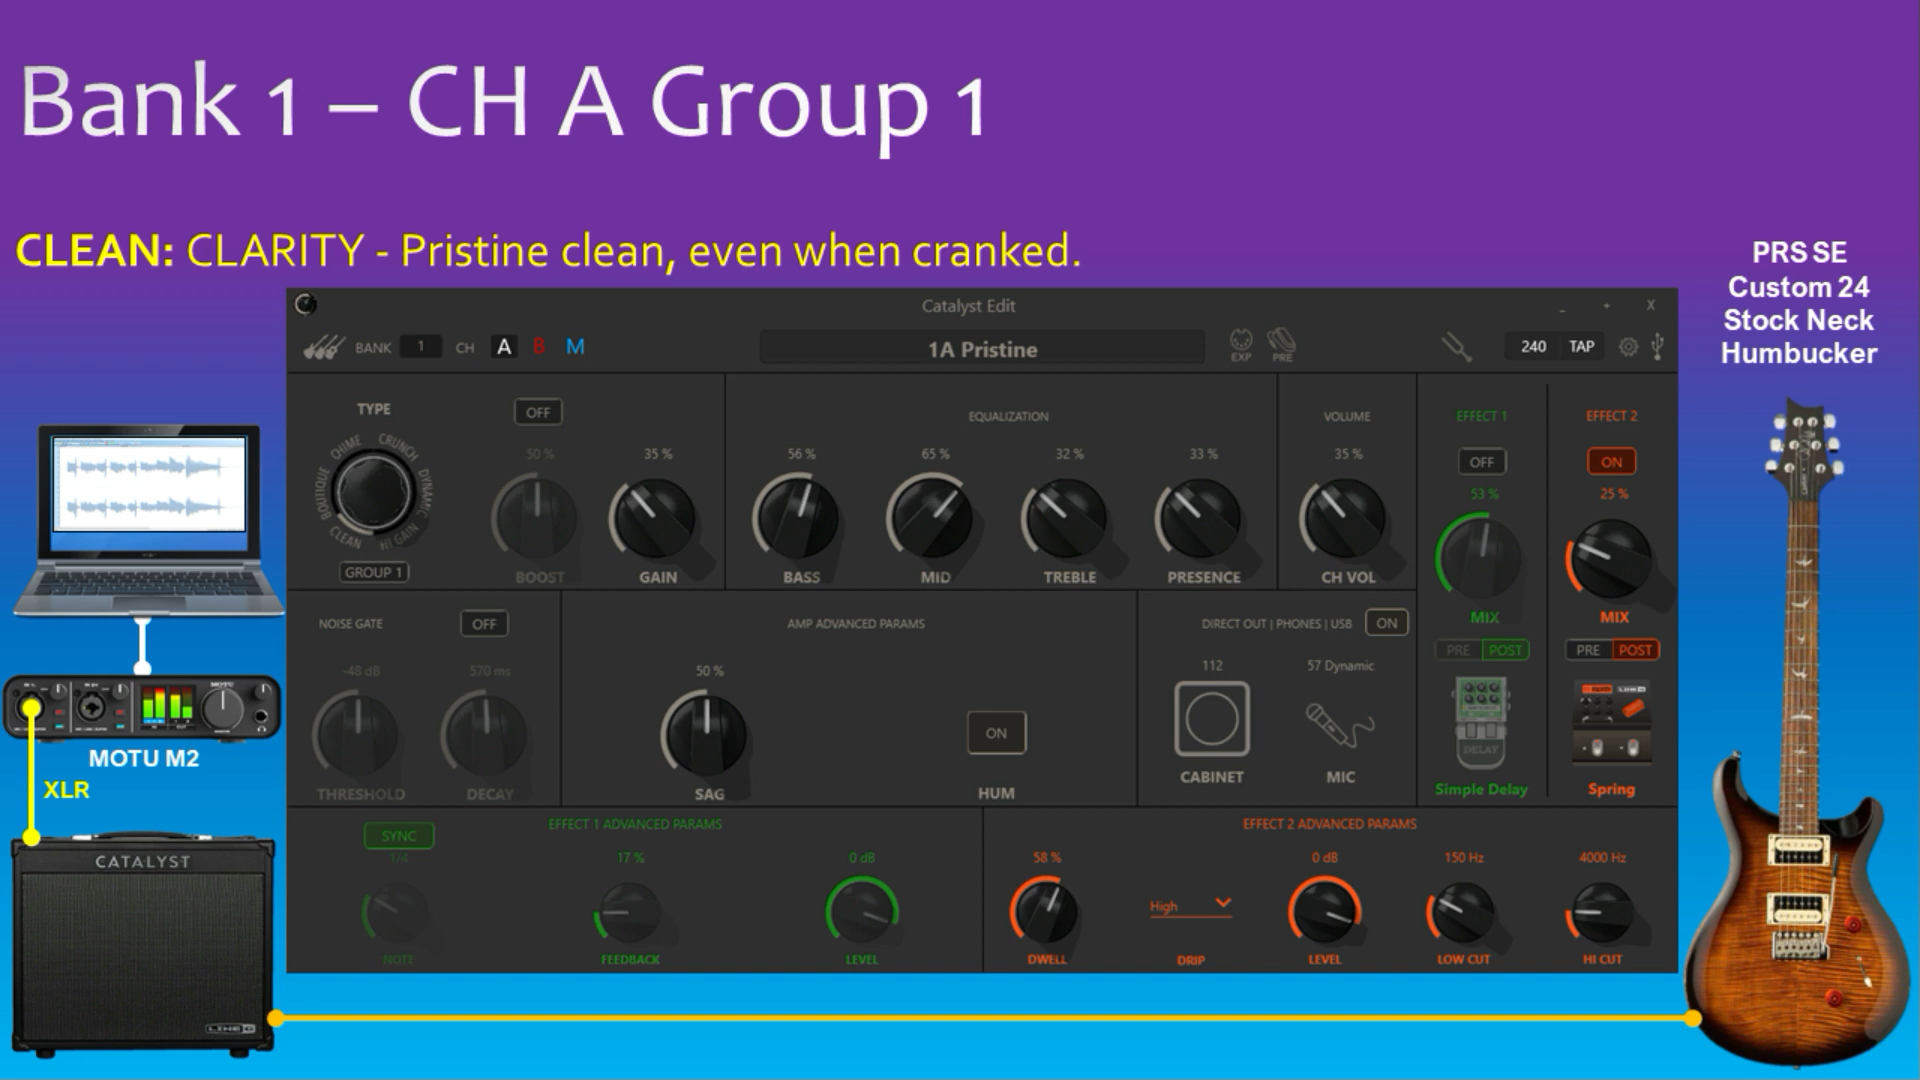 Bank 1 – CH A Group 1
CLEAN: CLARITY - Pristine clean, even when cranked.
PRS SE
Custom 24
Stock Neck
Humbucker
Catalyst Edit
BANK 1 CH A B M
1A Pristine
EXP PRE
240 TAP
TYPE
BOUTIQUE CHIME CRUNCH DYNAMIC HI GAIN CLEAN
GROUP 1
OFF
50 %
BOOST
35 %
GAIN
EQUALIZATION
56 % 65 % 32 % 33 %
BASS MID TREBLE PRESENCE
VOLUME
35 %
CH VOL
EFFECT 1
OFF
53 %
MIX
PRE POST
DELAY
Simple Delay
EFFECT 2
ON
25 %
MIX
PRE POST
Spring
NOISE GATE OFF
-48 dB 570 ms
THRESHOLD DECAY
AMP ADVANCED PARAMS
50 %
SAG
ON
HUM
DIRECT OUT | PHONES | USB ON
112 57 Dynamic
CABINET MIC
EFFECT 1 ADVANCED PARAMS
SYNC
1/4 17 % 0 dB
NOTE FEEDBACK LEVEL
EFFECT 2 ADVANCED PARAMS
58 % High 0 dB 150 Hz 4000 Hz
DWELL DRIP LEVEL LOW CUT HI CUT
MOTU
MOTU M2
XLR
CATALYST
LINE 6